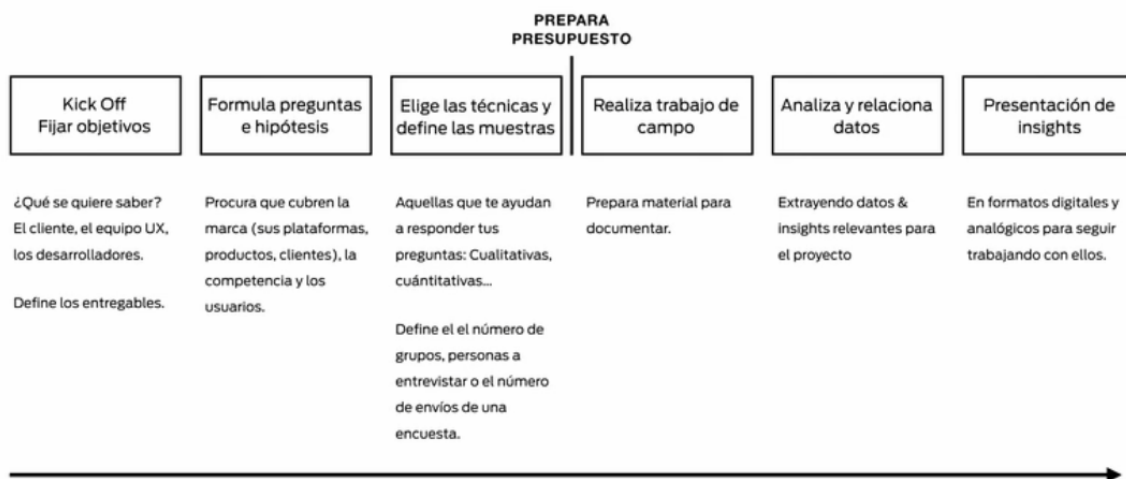 PREPARA
PRESUPUESTO
Kick Off
Fijar objetivos
Formula preguntas
e hipótesis
Elige las técnicas y
define las muestras
Realiza trabajo de
campo
Analiza y relaciona
datos
Presentación de
insights
¿Qué se quiere saber?
El cliente, el equipo UX,
los desarrolladores.
Define los entregables.
Procura que cubren la
marca (sus plataformas,
productos, clientes), la
competencia y los
usuarios.
Aquellas que te ayudan
a responder tus
preguntas: Cualitativas,
cuántitativas...
Define el el número de
grupos, personas a
entrevistar o el número
de envíos de una
encuesta.
Prepara material para
documentar.
Extrayendo datos &
insights relevantes para
el proyecto
En formatos digitales y
analógicos para seguir
trabajando con ellos.